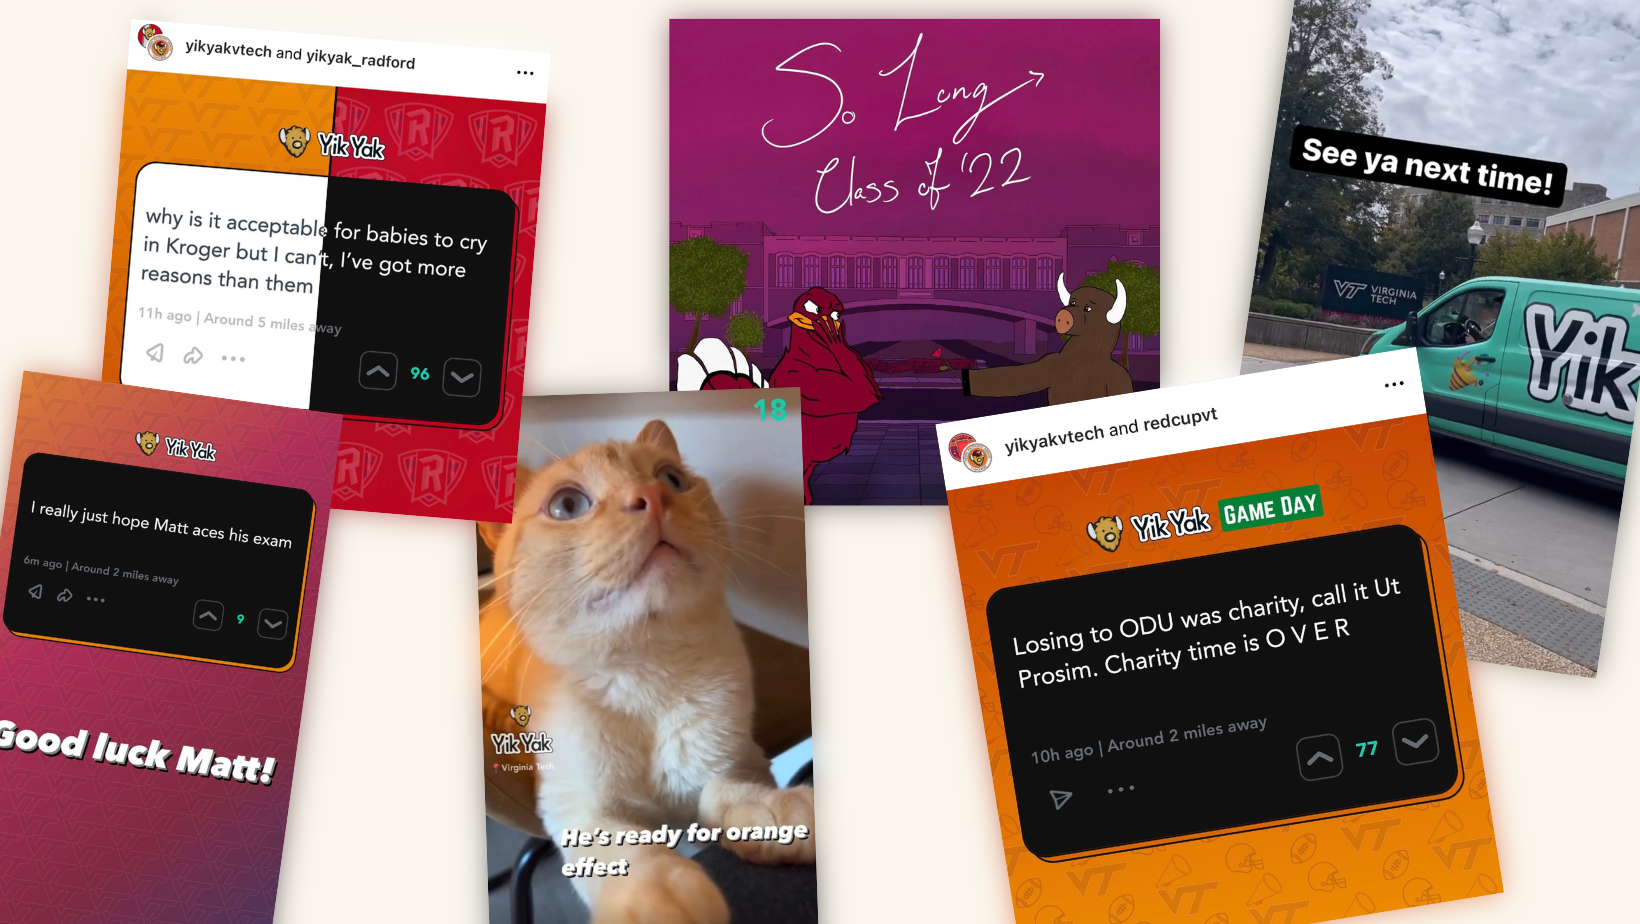 yikyakvtech and yikyak_radford
Yik Yak
why is it acceptable for babies to cry
in Kroger but I can't, I've got more
reasons than them
11h ago | Around 5 miles away
96
S. Long
Class of '22
See ya next time!
VT VIRGINIA
TECH
Yik
Yik Yak
I really just hope Matt aces his exam
6m ago | Around 2 miles away
9
Good luck Matt!
18
Yik Yak
Virginia Tech
He's ready for orange
effect
yikyakvtech and redcupvt
Yik Yak GAME DAY
Losing to ODU was charity, call it Ut
Prosim. Charity time is O V E R
10h ago | Around 2 miles away
77